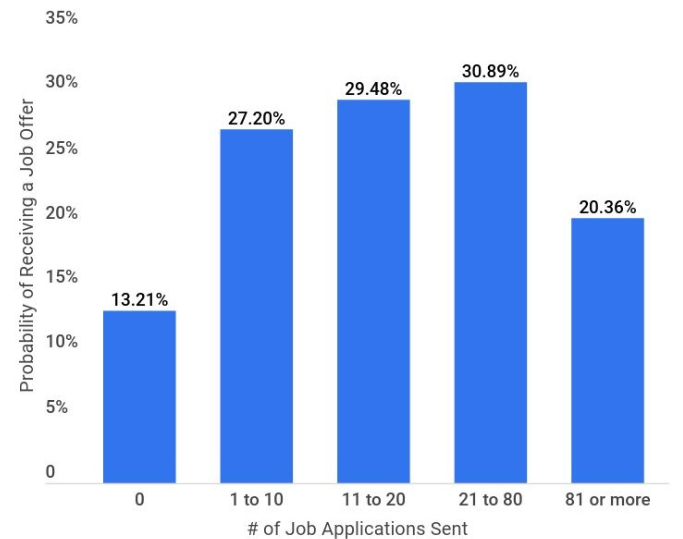 35%
30%
25%
20%
15%
10%
5%
0
Probability of Receiving a Job Offer
13.21%
27.20%
29.48%
30.89%
20.36%
0
1 to 10
11 to 20
21 to 80
81 or more
# of Job Applications Sent